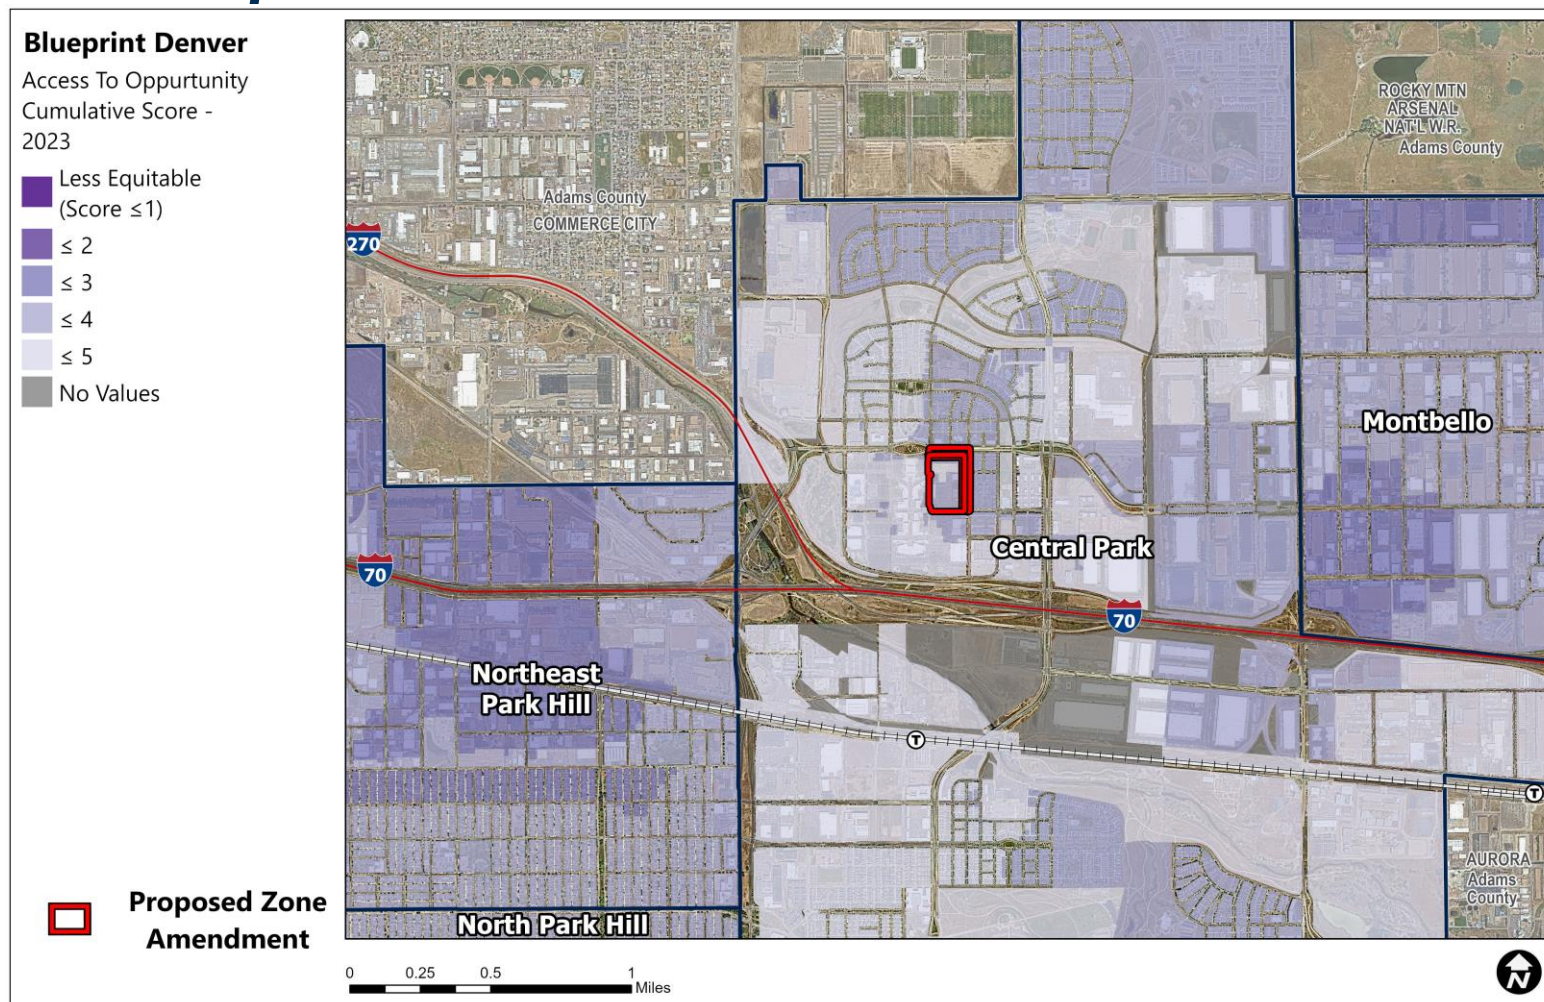 Blueprint Denver
Access To Oppurtunity
Cumulative Score -
2023
Less Equitable
(Score ≤1)
≤ 2
≤ 3
≤ 4
≤ 5
No Values
Proposed Zone
Amendment
270
Adams County
COMMERCE CITY
ROCKY MTN
ARSENAL
NAT'L W.R.
Adams County
Montbello
Central Park
70
70
Northeast
Park Hill
T
T
AURORA
Adams
County
North Park Hill
0 0.25 0.5 1
Miles
N